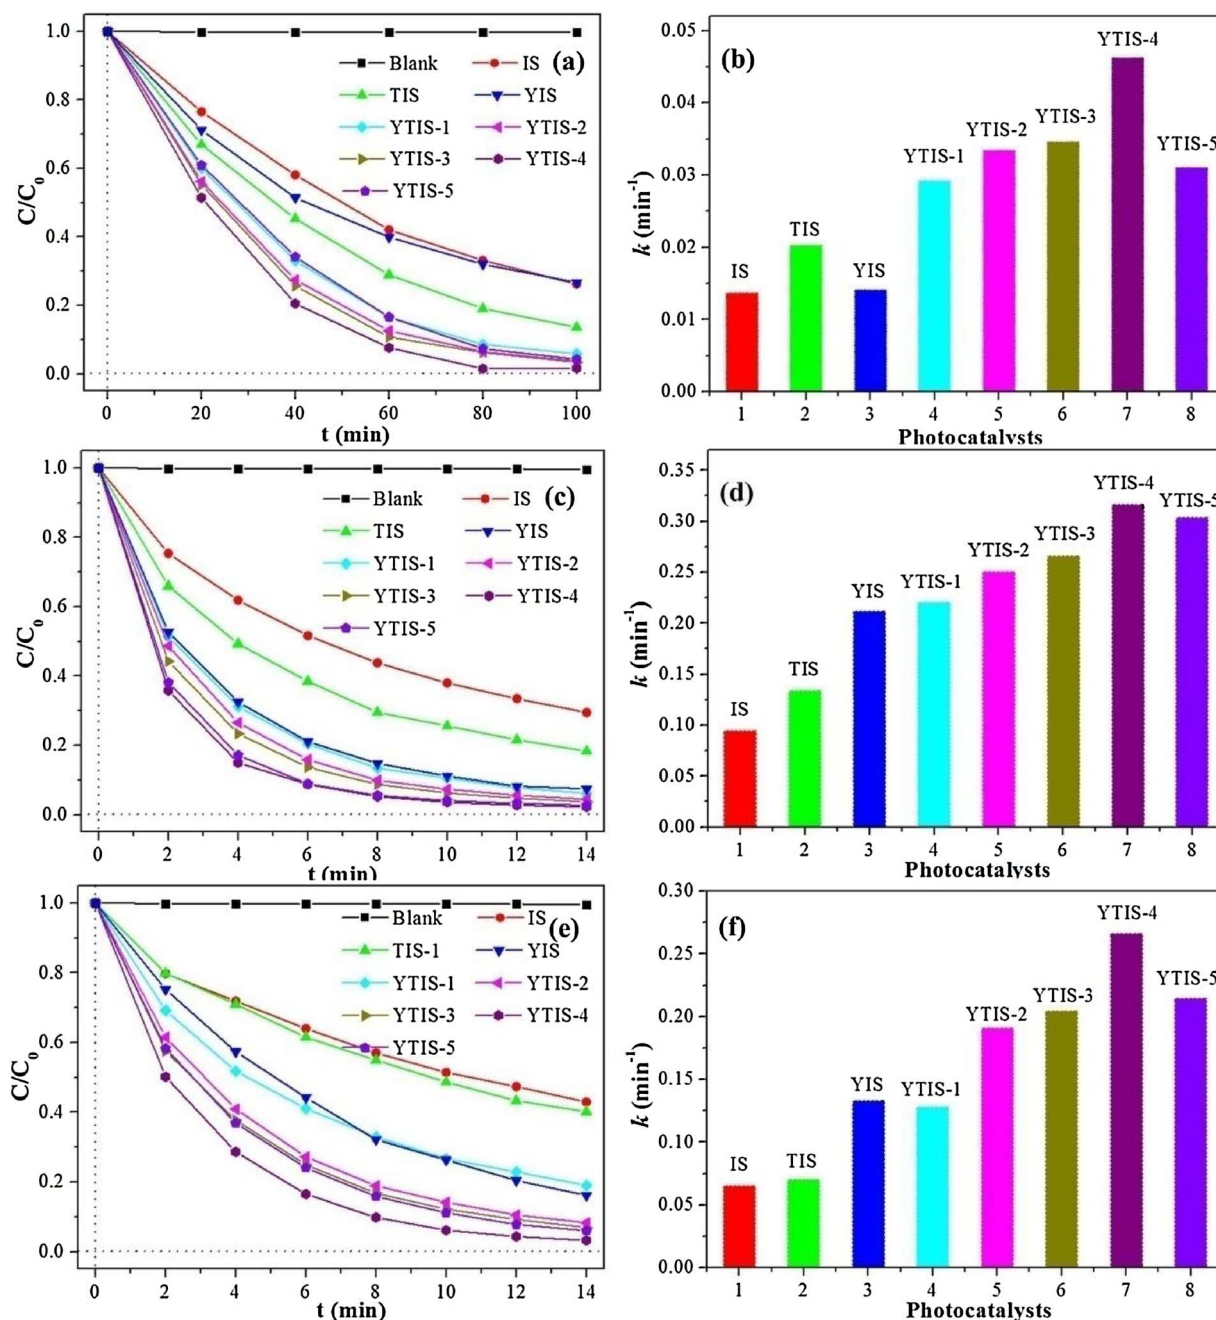 (a)
C/C0
1.0
0.8
0.6
0.4
0.2
0.0
Blank IS
TIS YIS
YTIS-1 YTIS-2
YTIS-3 YTIS-4
YTIS-5
0 20 40 60 80 100
t (min)
(b)
k (min-1)
0.05
0.04
0.03
0.02
0.01
0.00
IS TIS YIS YTIS-1 YTIS-2 YTIS-3 YTIS-4 YTIS-5
1 2 3 4 5 6 7 8
Photocatalysts
(c)
C/C0
1.0
0.8
0.6
0.4
0.2
0.0
Blank IS
TIS YIS
YTIS-1 YTIS-2
YTIS-3 YTIS-4
YTIS-5
0 2 4 6 8 10 12 14
t (min)
(d)
k (min-1)
0.35
0.30
0.25
0.20
0.15
0.10
0.05
0.00
IS TIS YIS YTIS-1 YTIS-2 YTIS-3 YTIS-4 YTIS-5
1 2 3 4 5 6 7 8
Photocatalysts
(e)
C/C0
1.0
0.8
0.6
0.4
0.2
0.0
Blank IS
TIS-1 YIS
YTIS-1 YTIS-2
YTIS-3 YTIS-4
YTIS-5
0 2 4 6 8 10 12 14
t (min)
(f)
k (min-1)
0.30
0.25
0.20
0.15
0.10
0.05
0.00
IS TIS YIS YTIS-1 YTIS-2 YTIS-3 YTIS-4 YTIS-5
1 2 3 4 5 6 7 8
Photocatalysts